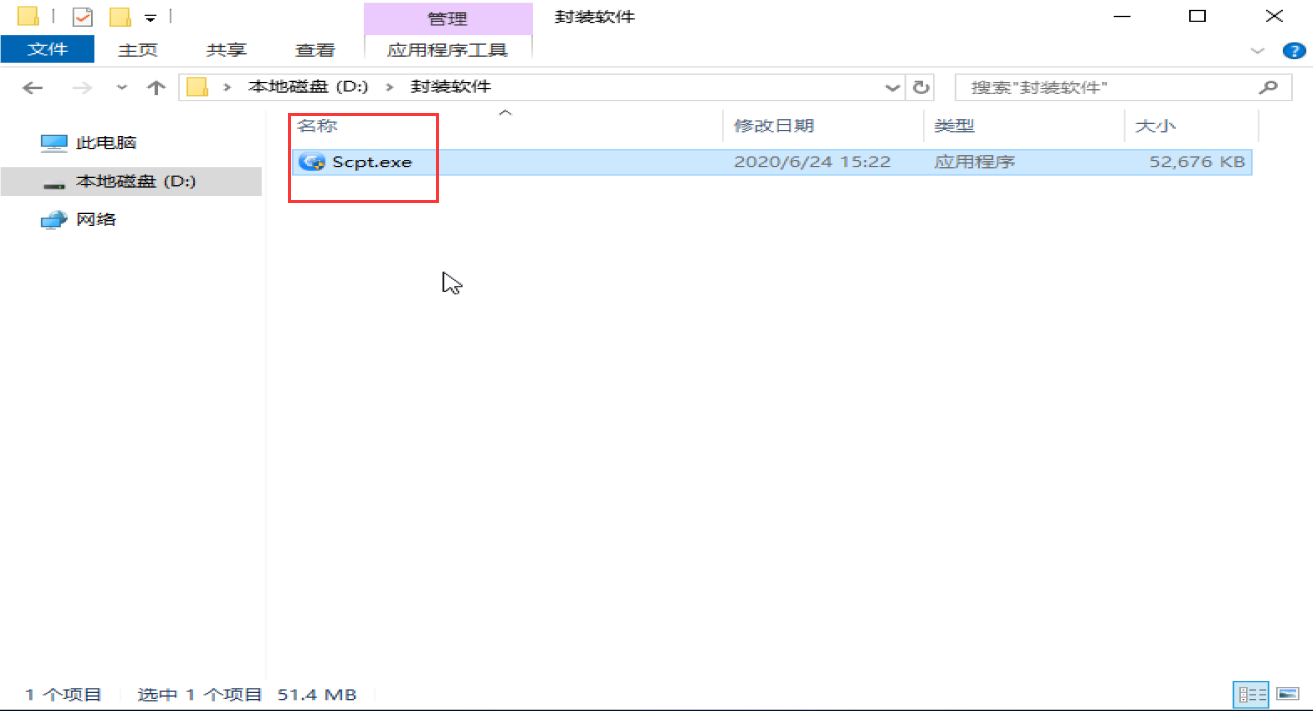 管理
封装软件
文件
主页
共享
查看
应用程序工具
本地磁盘 (D:)
封装软件
搜索"封装软件"
名称
修改日期
类型
大小
此电脑
Scpt.exe
2020/6/24 15:22
应用程序
52,676 KB
本地磁盘 (D:)
网络
1 个项目
选中 1 个项目 51.4 MB